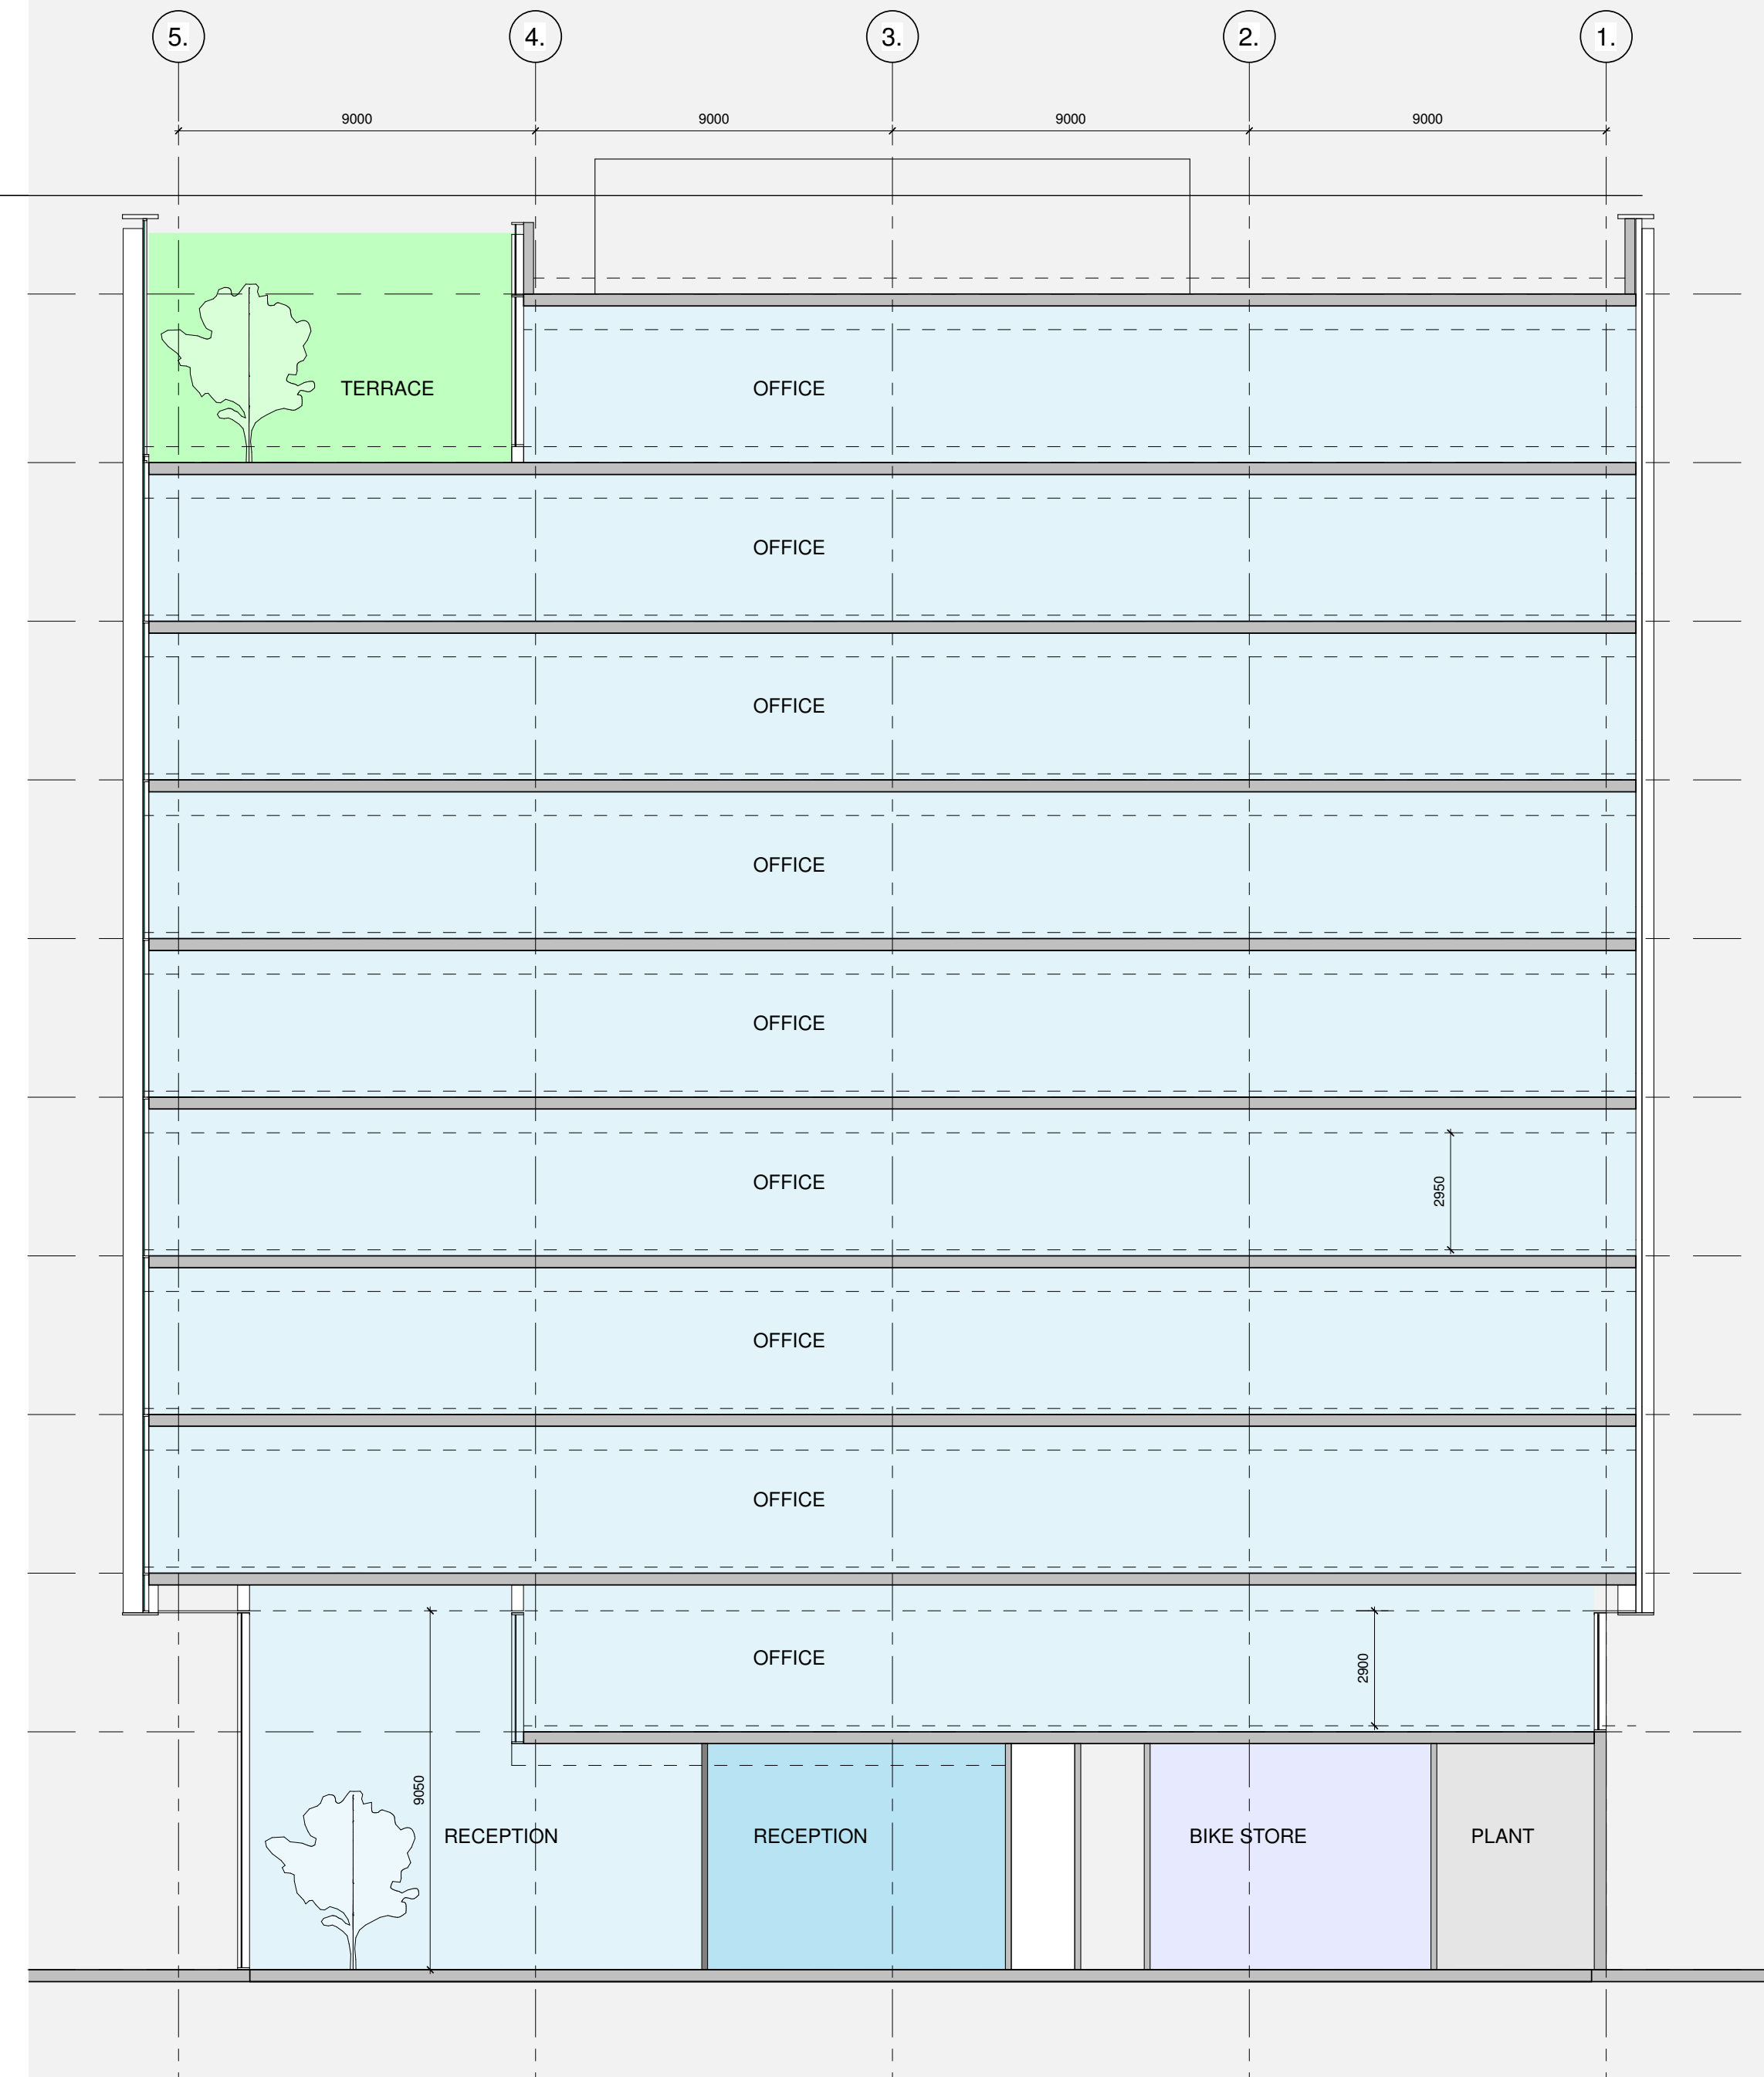 5. 4. 3. 2. 1.
9000 9000 9000 9000
TERRACE OFFICE
OFFICE
OFFICE
OFFICE
OFFICE
OFFICE
2950
OFFICE
OFFICE
OFFICE
2900
9050
RECEPTION RECEPTION BIKE STORE PLANT